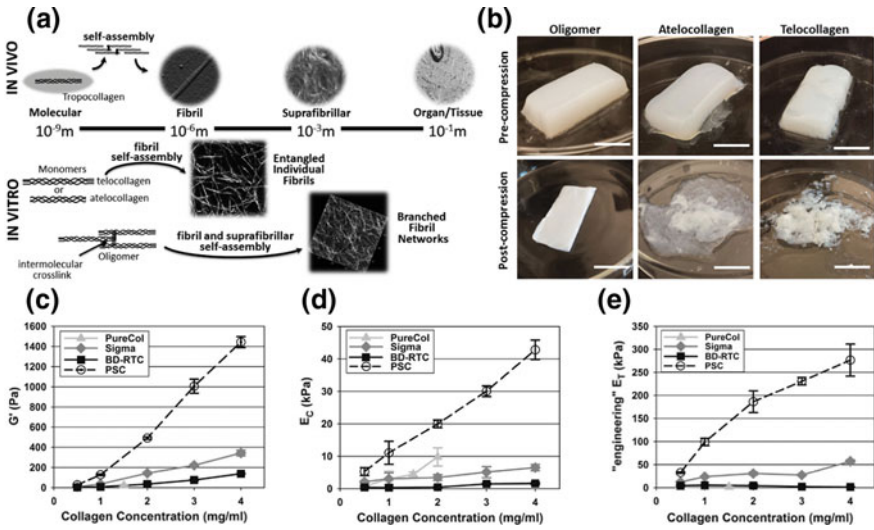 (a)
IN VIVO
self-assembly
Tropocollagen
Molecular
Fibril
Suprafibrillar
Organ/Tissue
10⁻⁹m
10⁻⁶m
10⁻³m
10⁻¹m
IN VITRO
Monomers
telocollagen
or
atelocollagen
fibril
self-assembly
Entangled
Individual
Fibrils
Oligomer
intermolecular
crosslink
fibril and suprafibrillar
self-assembly
Branched
Fibril
Networks
(b)
Oligomer
Atelocollagen
Telocollagen
Pre-compression
Post-compression
(c)
PureCol
Sigma
BD-RTC
PSC
G' (Pa)
1600
1400
1200
1000
800
600
400
200
0
0 1 2 3 4
Collagen Concentration (mg/ml)
(d)
PureCol
Sigma
BD-RTC
PSC
E_C (kPa)
50
40
30
20
10
0
0 1 2 3 4
Collagen Concentration (mg/ml)
(e)
PureCol
Sigma
BD-RTC
PSC
"engineering" E_T (kPa)
350
300
250
200
150
100
50
0
0 1 2 3 4
Collagen Concentration (mg/ml)